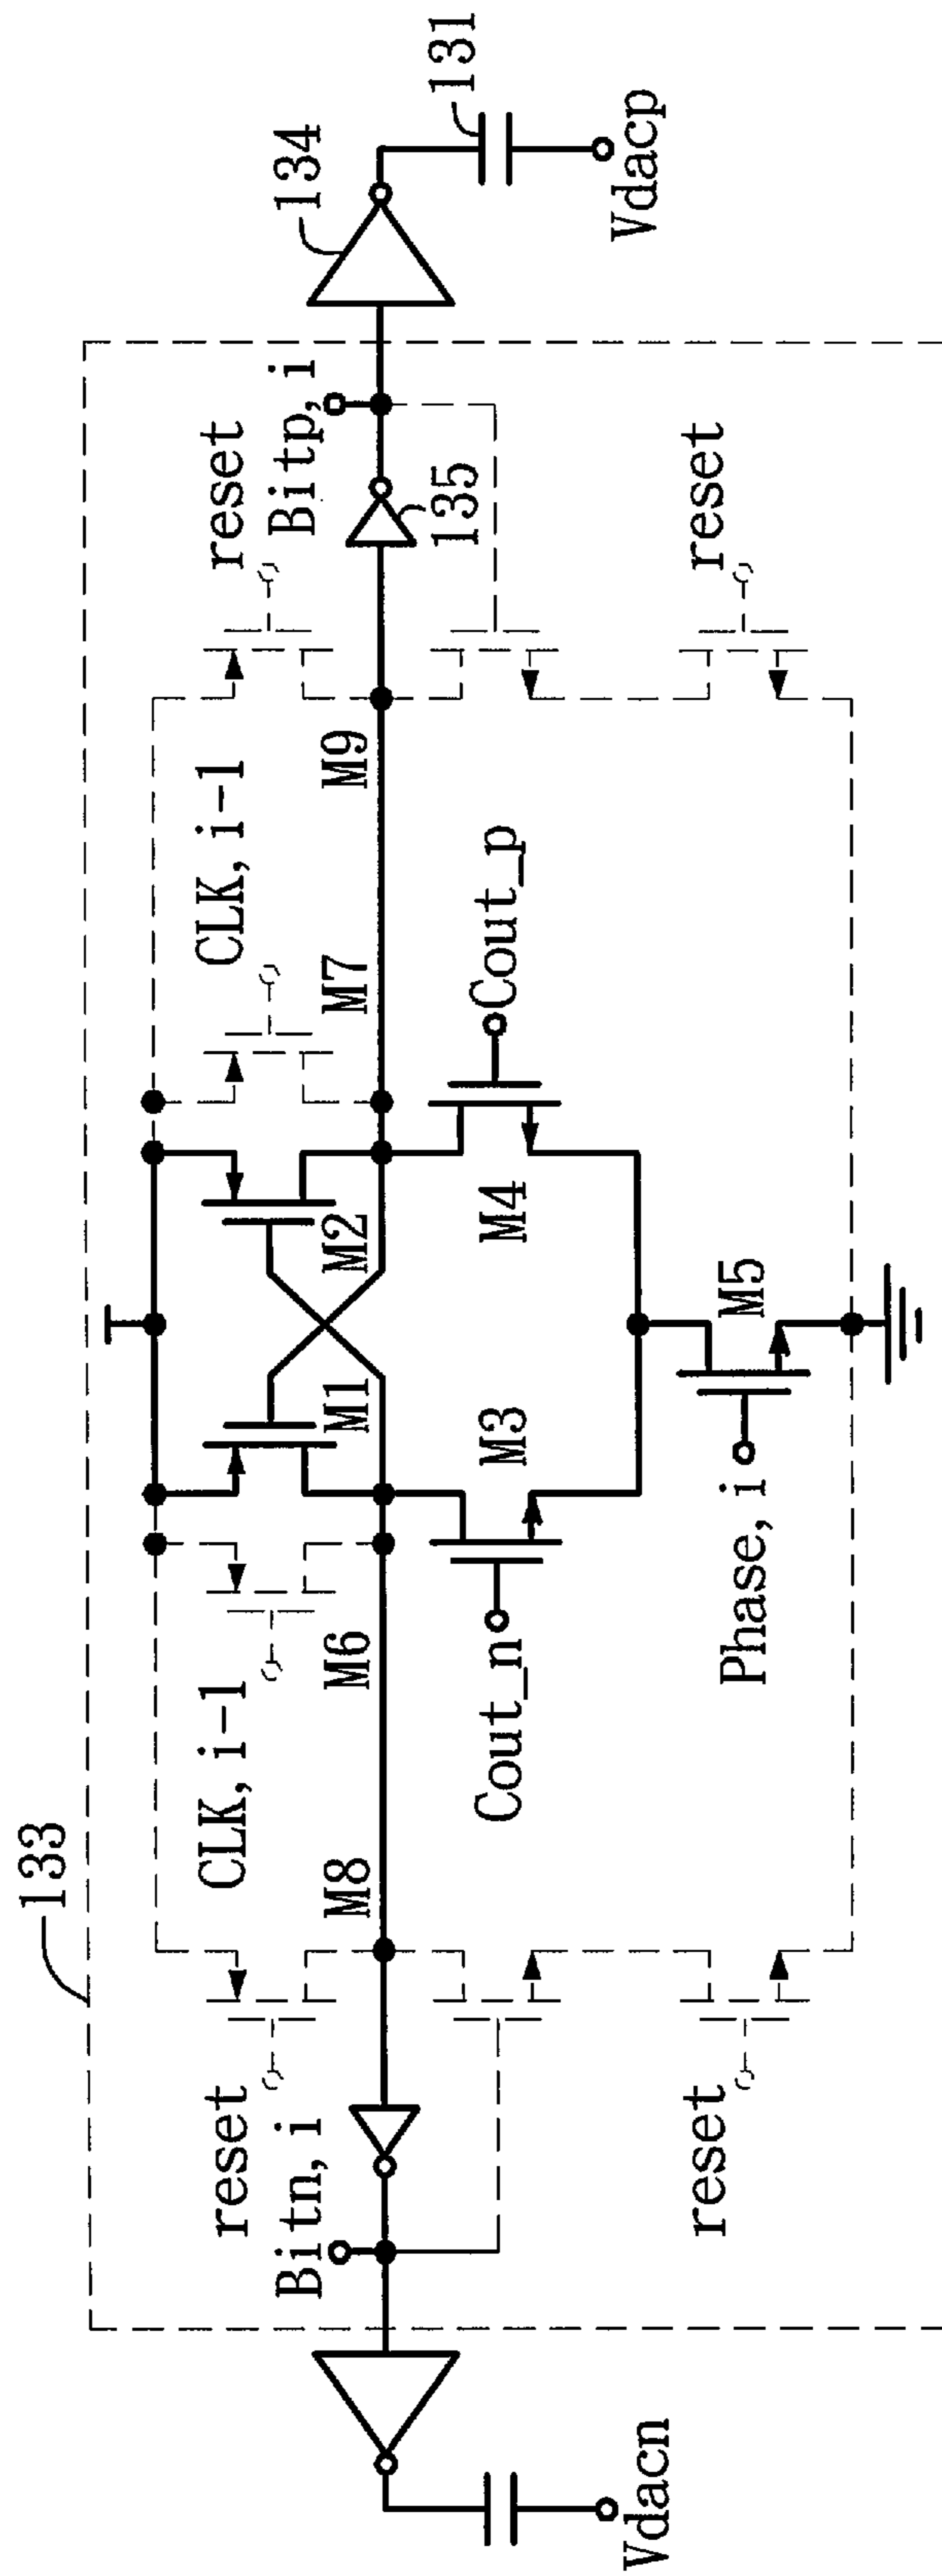 133
reset
Bitn, i
CLK, i-1
CLK, i-1
reset
Bitp, i
134
131
M8
M6
M1
M2
M7
M9
135
Vdacn
Vdacp
Cout_n
M3
M4
Cout_p
reset
Phase, i
M5
reset